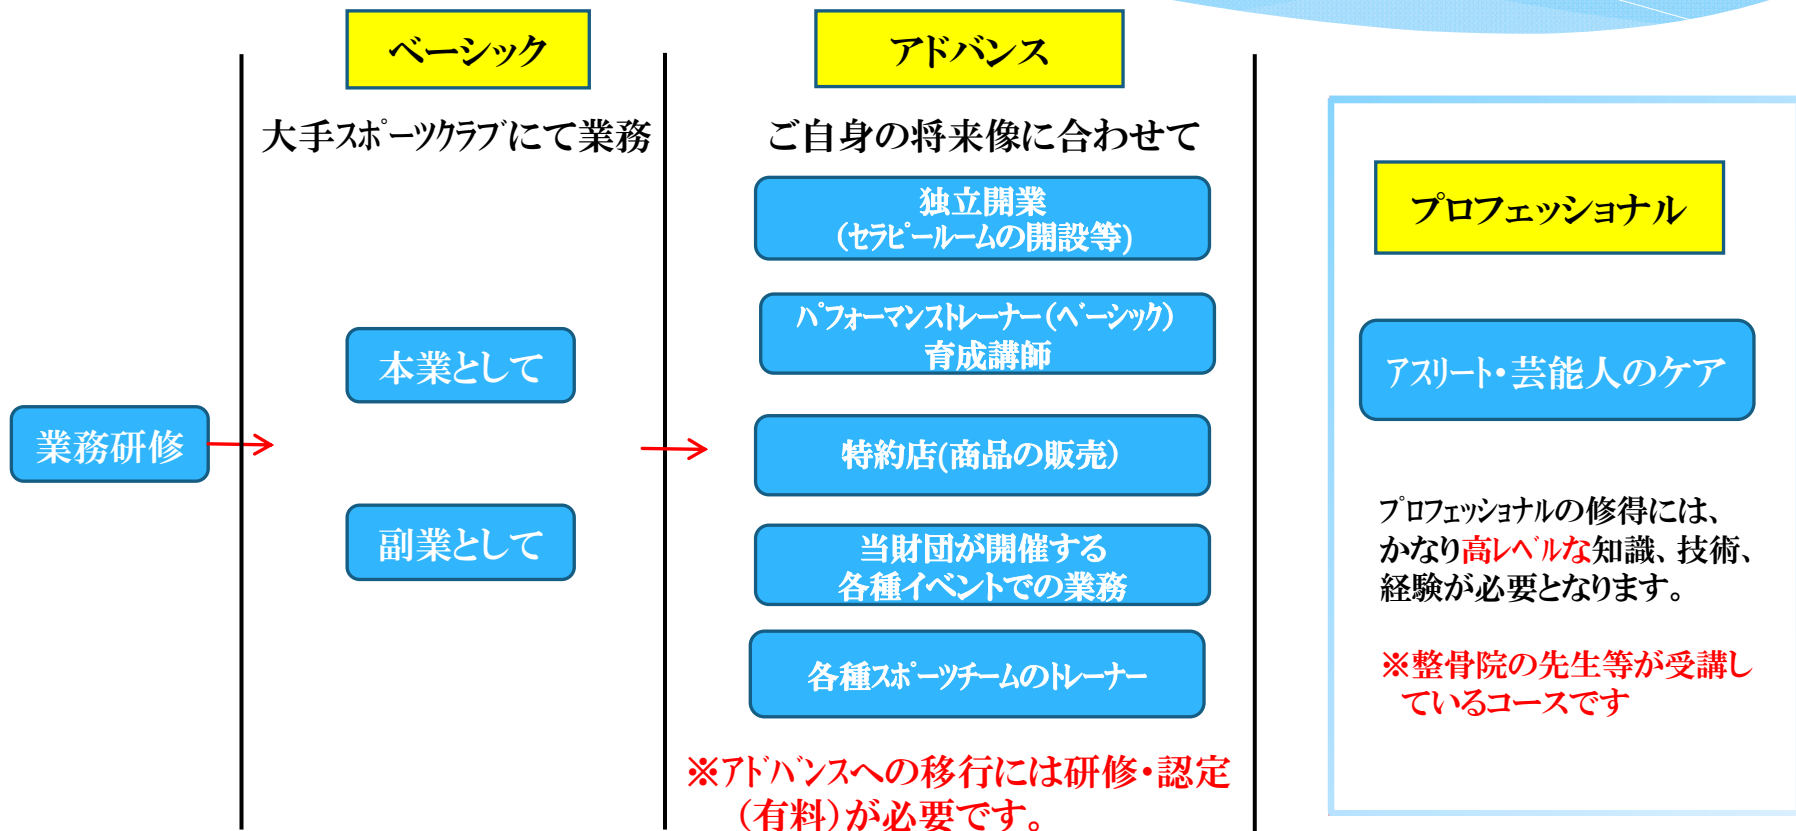 業務研修
ベーシック
大手スポーツクラブにて業務
本業として
副業として
アドバンス
ご自身の将来像に合わせて
独立開業
(セラピールームの開設等)
パフォーマンストレーナー(ベーシック)
育成講師
特約店(商品の販売)
当財団が開催する
各種イベントでの業務
各種スポーツチームのトレーナー
※アドバンスへの移行には研修・認定
(有料)が必要です。
プロフェッショナル
アスリート・芸能人のケア
プロフェッショナルの修得には、
かなり高レベルな知識、技術、
経験が必要となります。
※整骨院の先生等が受講し
ているコースです